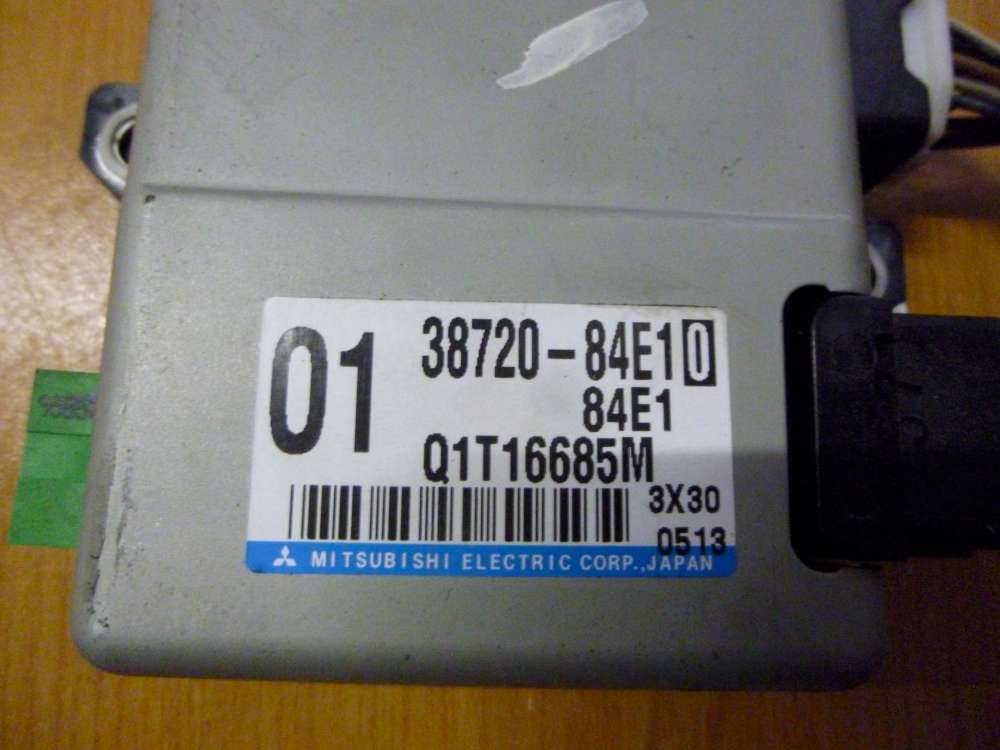 01
38720-84E10
84E1
Q1T16685M
3X30
0513
MITSUBISHI ELECTRIC CORP.,JAPAN